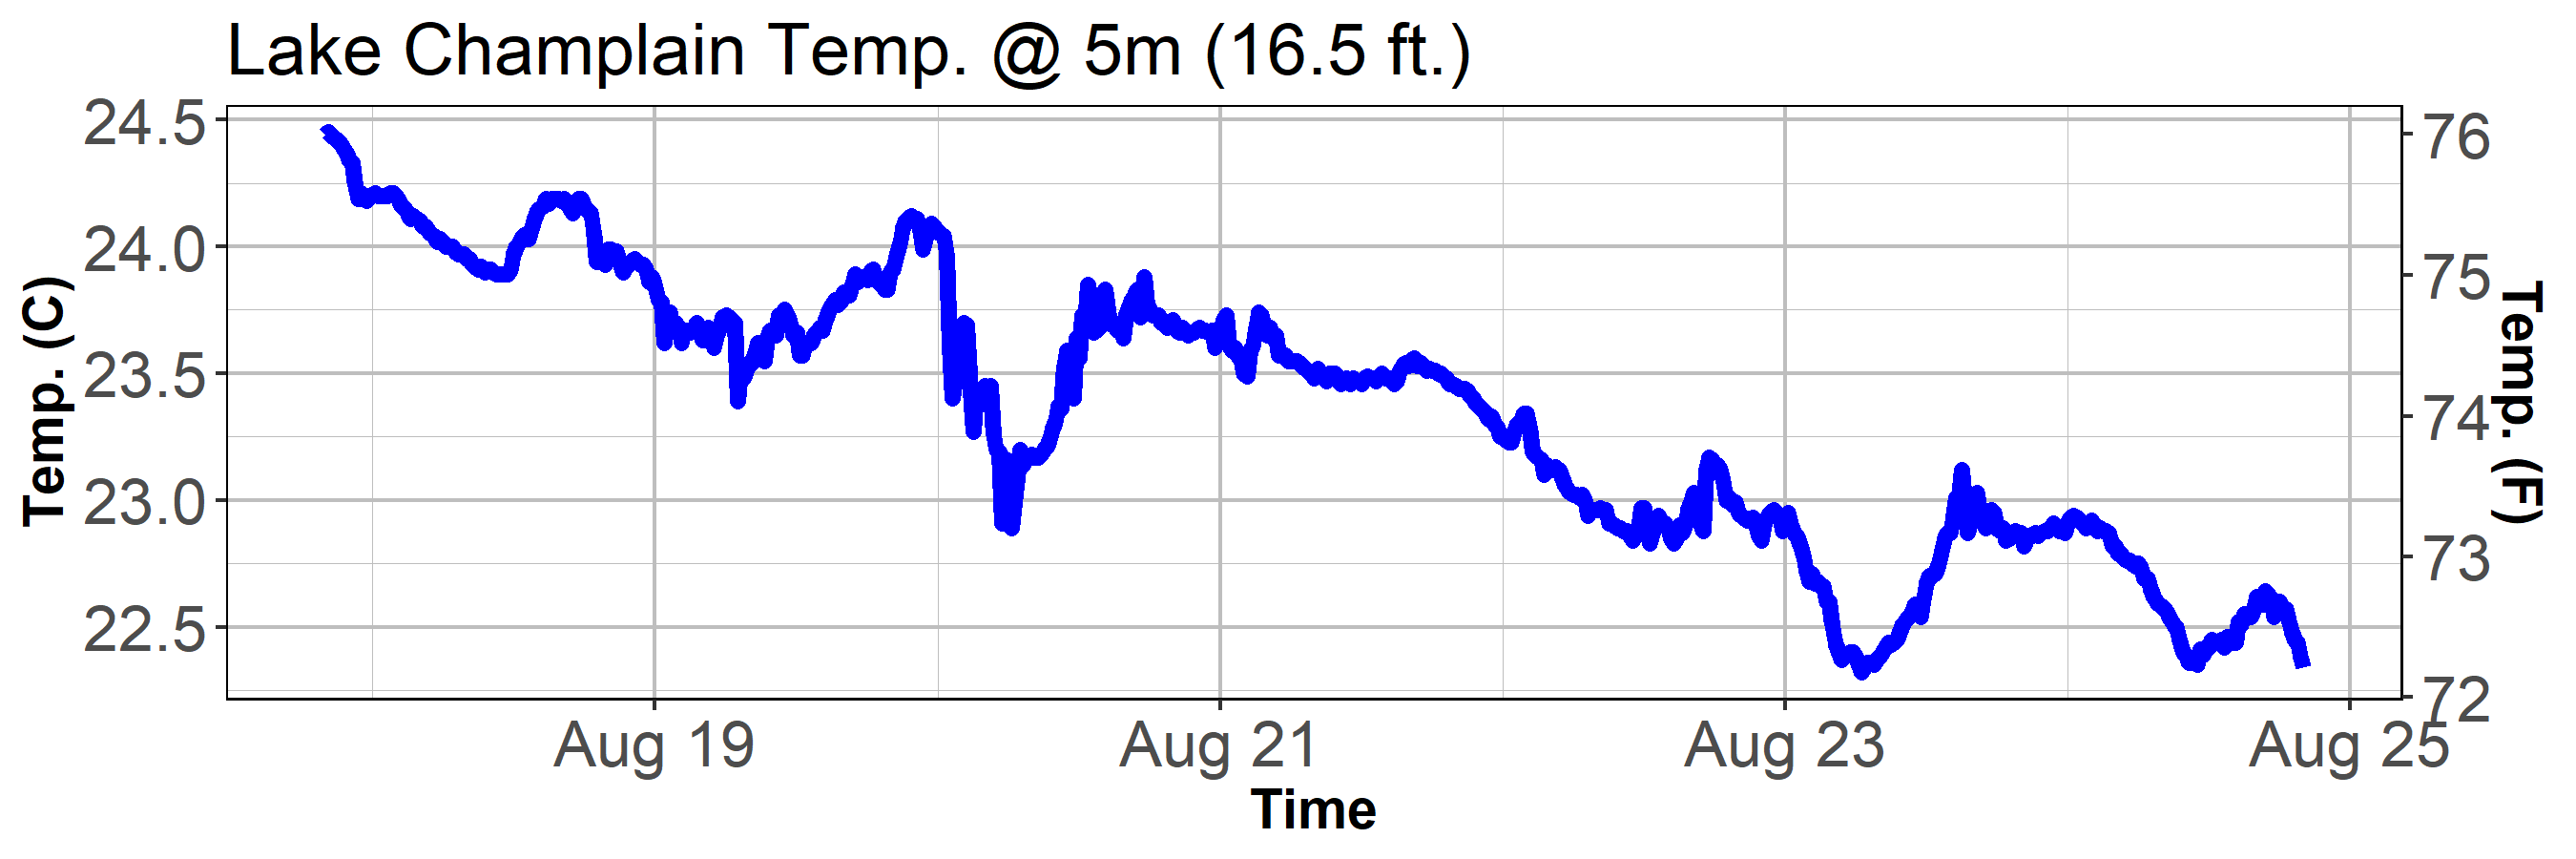 Lake Champlain Temp. @ 5m (16.5 ft.)
24.5
24.0
23.5
23.0
22.5
Temp. (C)
76
75
74
73
72
Temp. (F)
Aug 19
Aug 21
Aug 23
Aug 25
Time